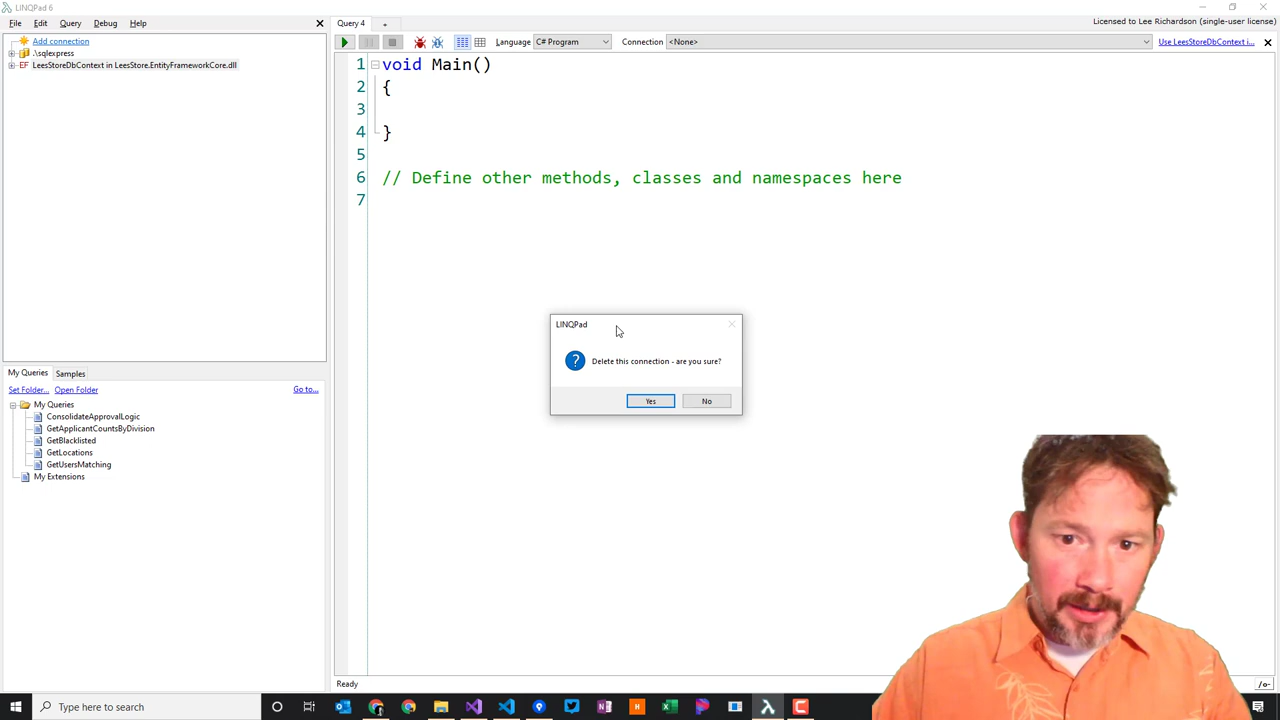 LINQPad 6
File Edit Query Debug Help
Query 4
+
Licensed to Lee Richardson (single-user license)
Language C# Program Connection <None> Use LeesStoreDbContext i...
Add connection
.\sqlexpress
LeesStoreDbContext in LeesStore.EntityFrameworkCore.dll
1 void Main()
2 {
3
4 }
5
6 // Define other methods, classes and namespaces here
7
LINQPad
Delete this connection - are you sure?
Yes No
My Queries Samples
Set Folder... Open Folder Go to...
My Queries
ConsolidateApprovalLogic
GetApplicantCountsByDivision
GetBlacklisted
GetLocations
GetUsersMatching
My Extensions
Ready
/o-
Type here to search